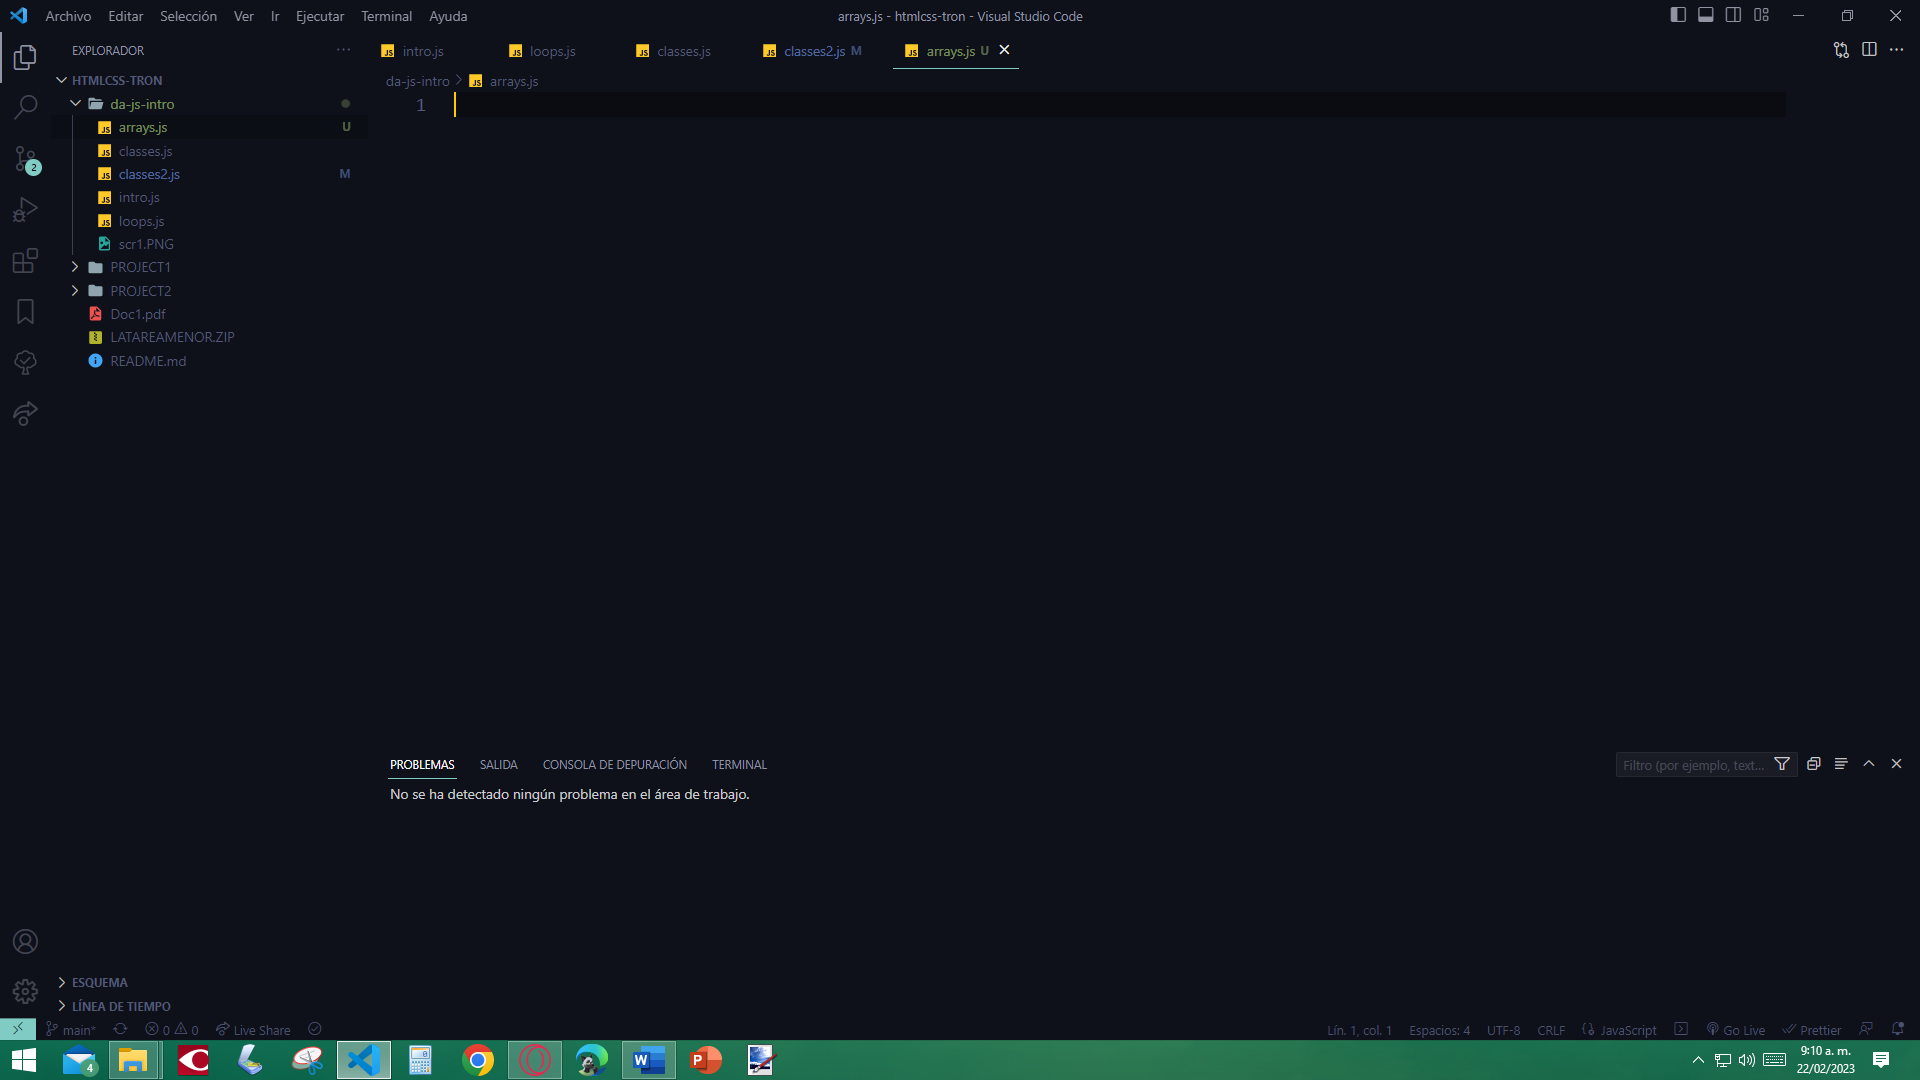 Archivo Editar Selección Ver Ir Ejecutar Terminal Ayuda
arrays.js - htmlcss-tron - Visual Studio Code
EXPLORADOR
intro.js
loops.js
classes.js
classes2.js M
arrays.js U
HTMLCSS-TRON
da-js-intro
arrays.js U
classes.js
classes2.js M
intro.js
loops.js
scr1.PNG
PROJECT1
PROJECT2
Doc1.pdf
LATAREAMENOR.ZIP
README.md
2
da-js-intro > arrays.js
1
PROBLEMAS SALIDA CONSOLA DE DEPURACIÓN TERMINAL
Filtro (por ejemplo, text...
No se ha detectado ningún problema en el área de trabajo.
ESQUEMA
LÍNEA DE TIEMPO
main* 0 0 Live Share
Lín. 1, col. 1 Espacios: 4 UTF-8 CRLF JavaScript Go Live Prettier
4
9:10 a. m.
22/02/2023